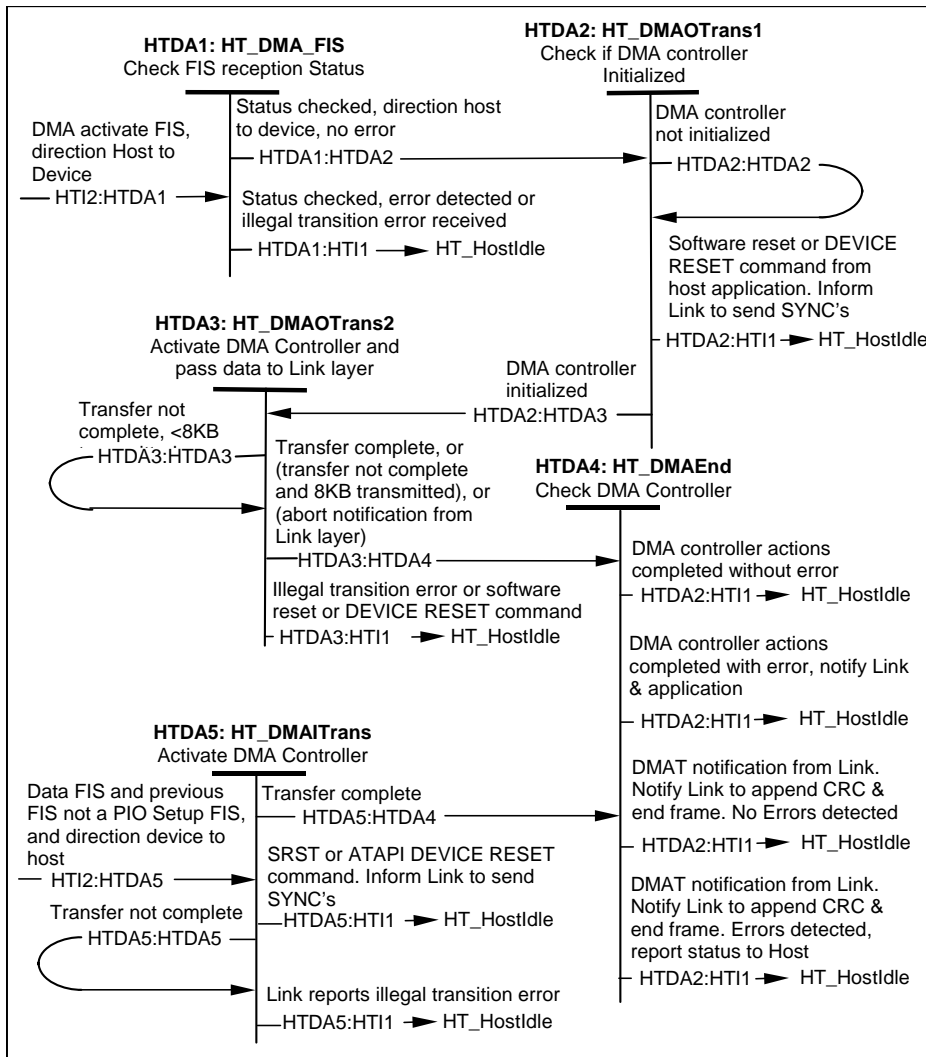 HTDA1: HT_DMA_FIS
Check FIS reception Status
DMA activate FIS,
direction Host to
Device
HTI2:HTDA1
Status checked, direction host
to device, no error
HTDA1:HTDA2
Status checked, error detected or
illegal transition error received
HTDA1:HTI1
HT_HostIdle
HTDA2: HT_DMAOTrans1
Check if DMA controller
Initialized
DMA controller
not initialized
HTDA2:HTDA2
Software reset or DEVICE
RESET command from
host application. Inform
Link to send SYNC's
HTDA2:HTI1
HT_HostIdle
DMA controller
initialized
HTDA2:HTDA3
HTDA3: HT_DMAOTrans2
Activate DMA Controller and
pass data to Link layer
Transfer not
complete, <8KB
HTDA3:HTDA3
Transfer complete, or
(transfer not complete
and 8KB transmitted), or
(abort notification from
Link layer)
HTDA3:HTDA4
Illegal transition error or software
reset or DEVICE RESET command
HTDA3:HTI1
HT_HostIdle
HTDA4: HT_DMAEnd
Check DMA Controller
DMA controller actions
completed without error
HTDA2:HTI1
HT_HostIdle
DMA controller actions
completed with error, notify Link
& application
HTDA2:HTI1
HT_HostIdle
DMAT notification from Link.
Notify Link to append CRC &
end frame. No Errors detected
HTDA2:HTI1
HT_HostIdle
DMAT notification from Link.
Notify Link to append CRC &
end frame. Errors detected,
report status to Host
HTDA2:HTI1
HT_HostIdle
HTDA5: HT_DMAITrans
Activate DMA Controller
Data FIS and previous
FIS not a PIO Setup FIS,
and direction device to
host
HTI2:HTDA5
Transfer not complete
HTDA5:HTDA5
Transfer complete
HTDA5:HTDA4
SRST or ATAPI DEVICE RESET
command. Inform Link to send
SYNC's
HTDA5:HTI1
HT_HostIdle
Link reports illegal transition error
HTDA5:HTI1
HT_HostIdle